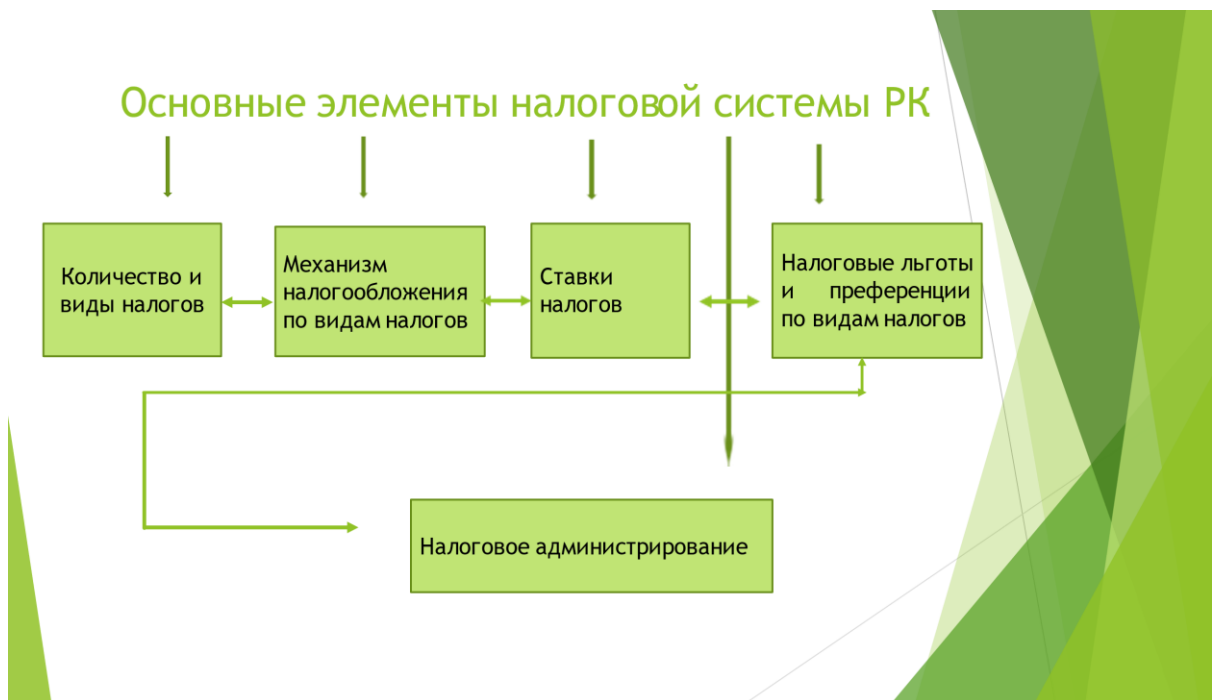 Основные элементы налоговой системы РК
Количество и
виды налогов
Механизм
налогообложения
по видам налогов
Ставки
налогов
Налоговые льготы
и преференции
по видам налогов
Налоговое администрирование